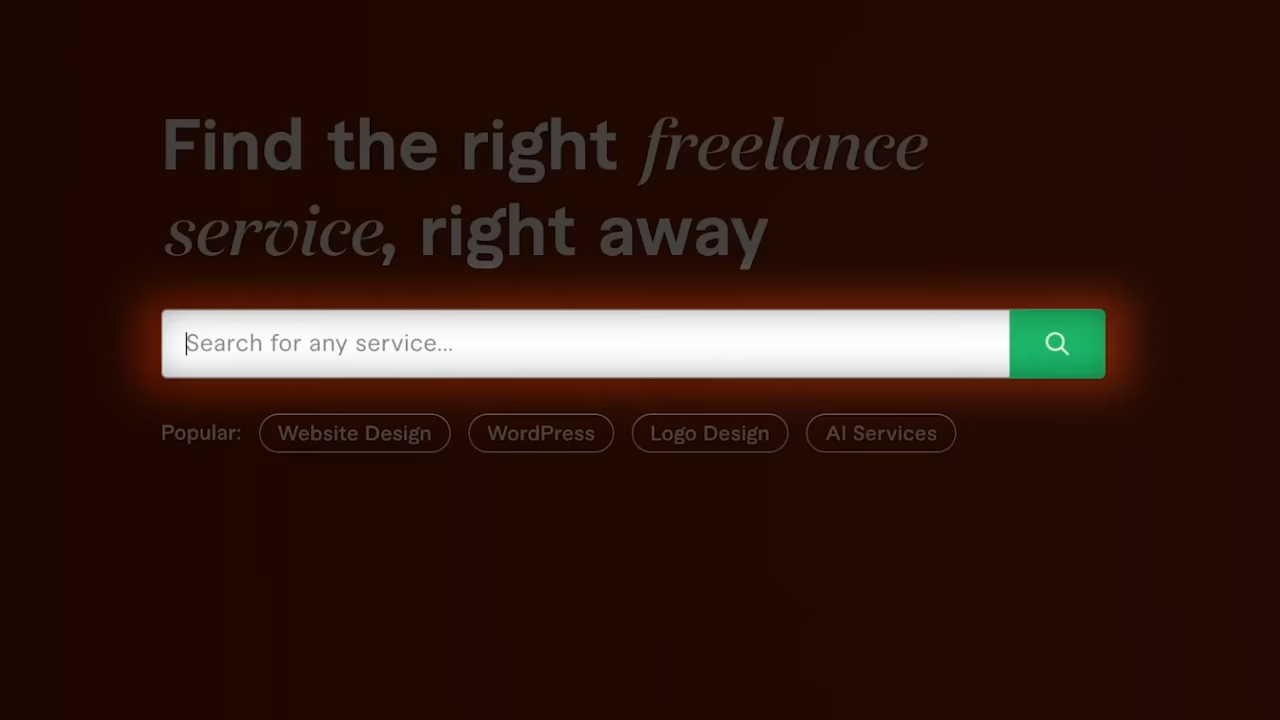 Find the right freelance
service, right away
Search for any service...
Popular: Website Design WordPress Logo Design AI Services